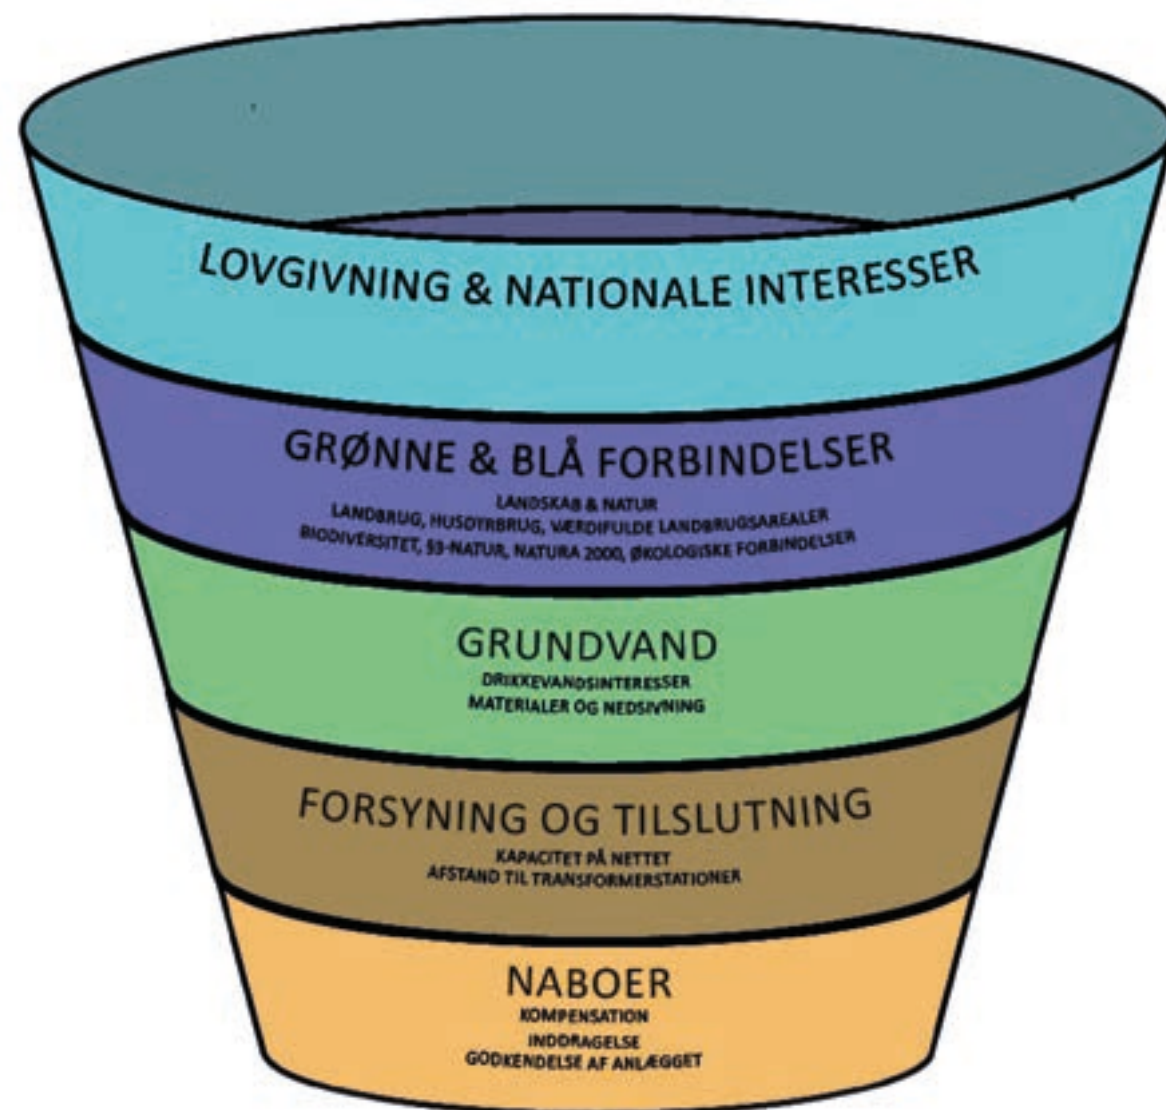 LOVGIVNING & NATIONALE INTERESSER
GRØNNE & BLÅ FORBINDELSER
LANDSKAB & NATUR
LANDBRUG, HUSDYRBRUG, VÆRDIFULDE LANDBRUGSAREALER
BIODIVERSITET, §3-NATUR, NATURA 2000, ØKOLOGISKE FORBINDELSER
GRUNDVAND
DRIKKEVANDSINTERESSER
MATERIALER OG NEDSIVNING
FORSYNING OG TILSLUTNING
KAPACITET PÅ NETTET
AFSTAND TIL TRANSFORMERSTATIONER
NABOER
KOMPENSATION
INDDRAGELSE
GODKENDELSE AF ANLÆGGET